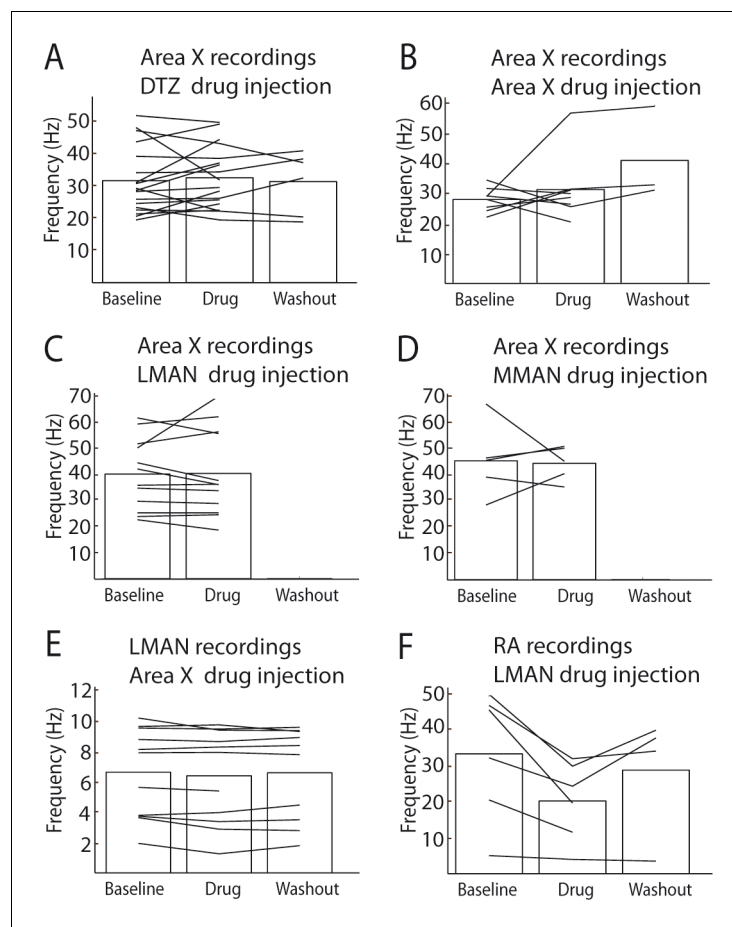 A
Area X recordings
DTZ drug injection
Frequency (Hz)
50
40
30
20
10
Baseline Drug Washout
B
Area X recordings
Area X drug injection
Frequency (Hz)
60
50
40
30
20
10
Baseline Drug Washout
C
Area X recordings
LMAN drug injection
Frequency (Hz)
70
60
50
40
30
20
10
Baseline Drug Washout
D
Area X recordings
MMAN drug injection
Frequency (Hz)
70
60
50
40
30
20
10
Baseline Drug Washout
E
LMAN recordings
Area X drug injection
Frequency (Hz)
12
10
8
6
4
2
Baseline Drug Washout
F
RA recordings
LMAN drug injection
Frequency (Hz)
50
40
30
20
10
Baseline Drug Washout